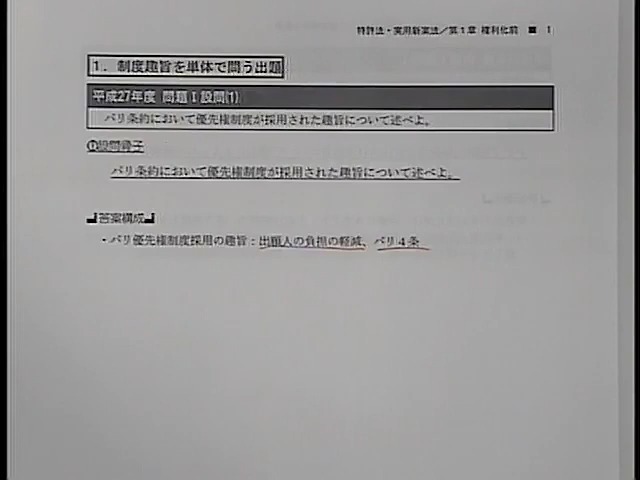 特許法・実用新案法／第1章 権利化前 ■ 1
1．制度趣旨を単体で問う出題
平成27年度 問題Ⅰ設問(1)
パリ条約において優先権制度が採用された趣旨について述べよ。
①設問骨子
パリ条約において優先権制度が採用された趣旨について述べよ。
■答案構成■
・パリ優先権制度採用の趣旨：出願人の負担の軽減、パリ4条